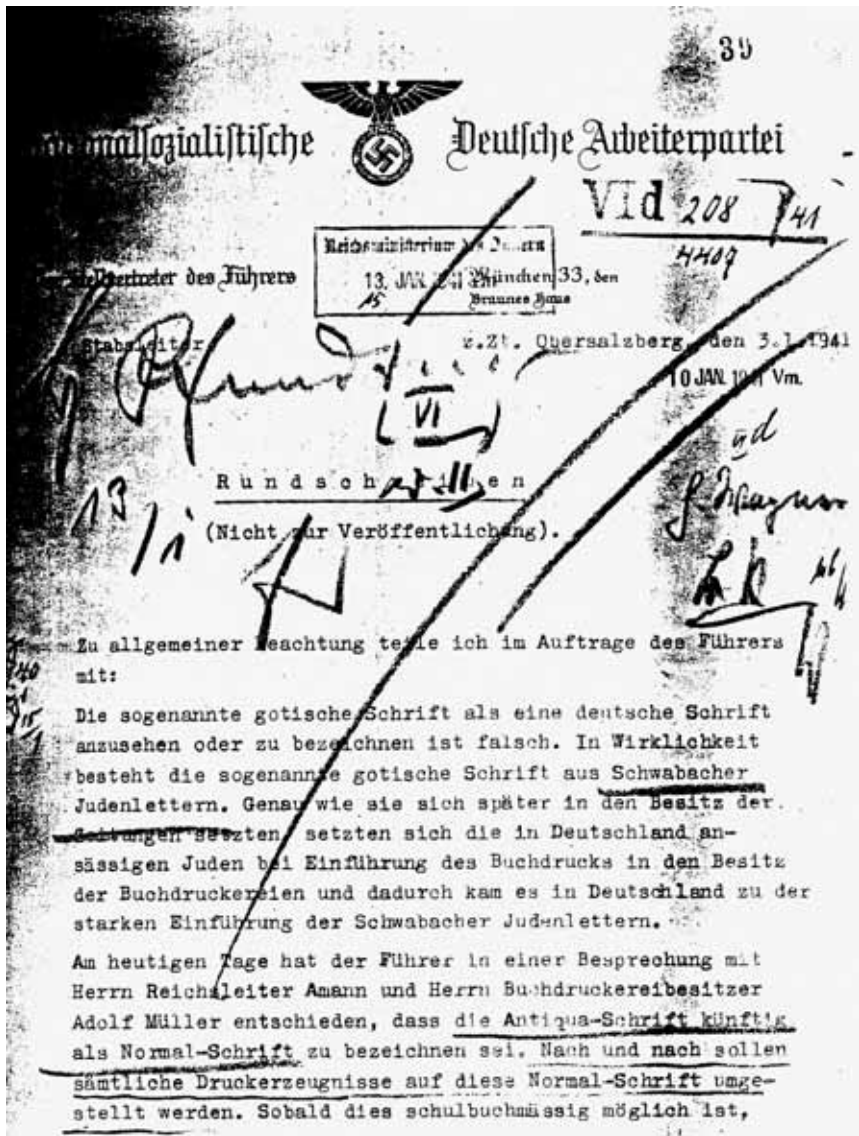 39
Nationalsozialistische Deutsche Arbeiterpartei
VId 208 41
4407
Reichsministerium des Innern
13. JAN. 1941
15
Stellvertreter des Führers
München 33, den
Braunes Haus
Stabsleiter
z.Zt. Obersalzberg, den 3.1.1941
10 JAN. 1941 Vm.
VI
Rundschreiben
13/1
(Nicht zur Veröffentlichung).
Zu allgemeiner Beachtung teile ich im Auftrage des Führers
mit:
Die sogenannte gotische Schrift als eine deutsche Schrift
anzusehen oder zu bezeichnen ist falsch. In Wirklichkeit
besteht die sogenannte gotische Schrift aus Schwabacher
Judenlettern. Genau wie sie sich später in den Besitz der
Zeitungen setzten, setzten sich die in Deutschland an-
sässigen Juden bei Einführung des Buchdrucks in den Besitz
der Buchdruckereien und dadurch kam es in Deutschland zu der
starken Einführung der Schwabacher Judenlettern.
Am heutigen Tage hat der Führer in einer Besprechung mit
Herrn Reichsleiter Amann und Herrn Buchdruckereibesitzer
Adolf Müller entschieden, dass die Antiqua-Schrift künftig
als Normal-Schrift zu bezeichnen sei. Nach und nach sollen
sämtliche Druckerzeugnisse auf diese Normal-Schrift umge-
stellt werden. Sobald dies schulbuchmässig möglich ist,